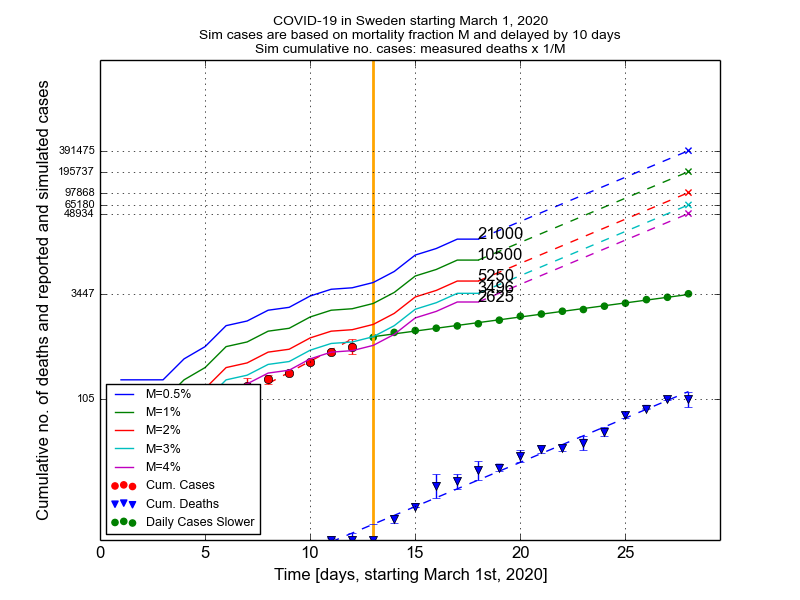 COVID-19 in Sweden starting March 1, 2020
Sim cases are based on mortality fraction M and delayed by 10 days
Sim cumulative no. cases: measured deaths x 1/M
Cumulative no. of deaths and reported and simulated cases
391475
195737
97868
65180
48934
3447
105
21000
10500
5250
3496
2625
M=0.5%
M=1%
M=2%
M=3%
M=4%
Cum. Cases
Cum. Deaths
Daily Cases Slower
0 5 10 15 20 25
Time [days, starting March 1st, 2020]